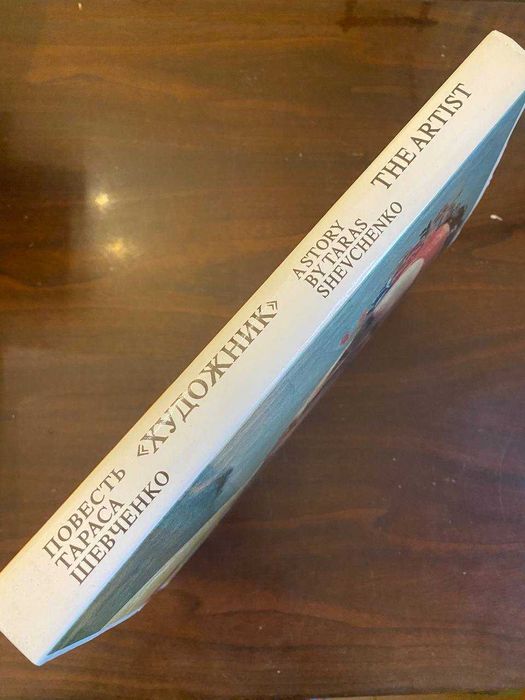 ПОВЕСТЬ
ТАРАСА
ШЕВЧЕНКО
«ХУДОЖНИК»
A STORY
BY TARAS
SHEVCHENKO
THE ARTIST